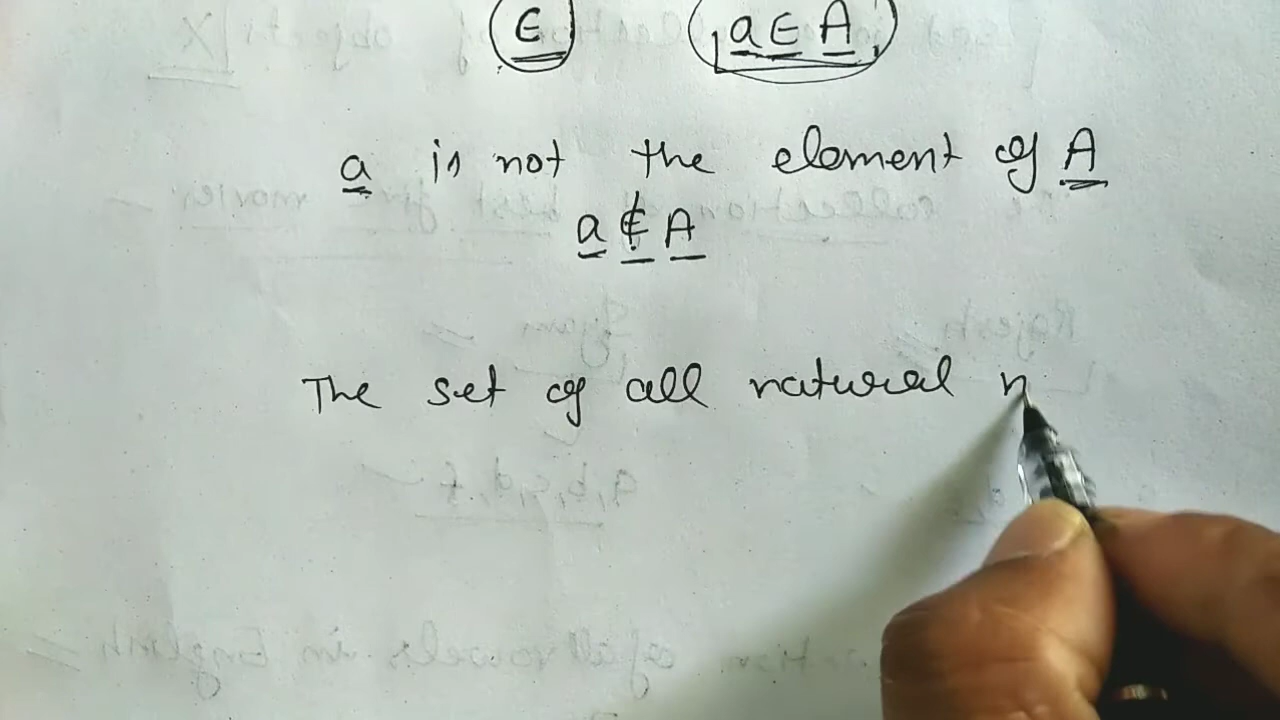 ∈ a ∈ A
a is not the element of A
a ∉ A
The set of all natural n